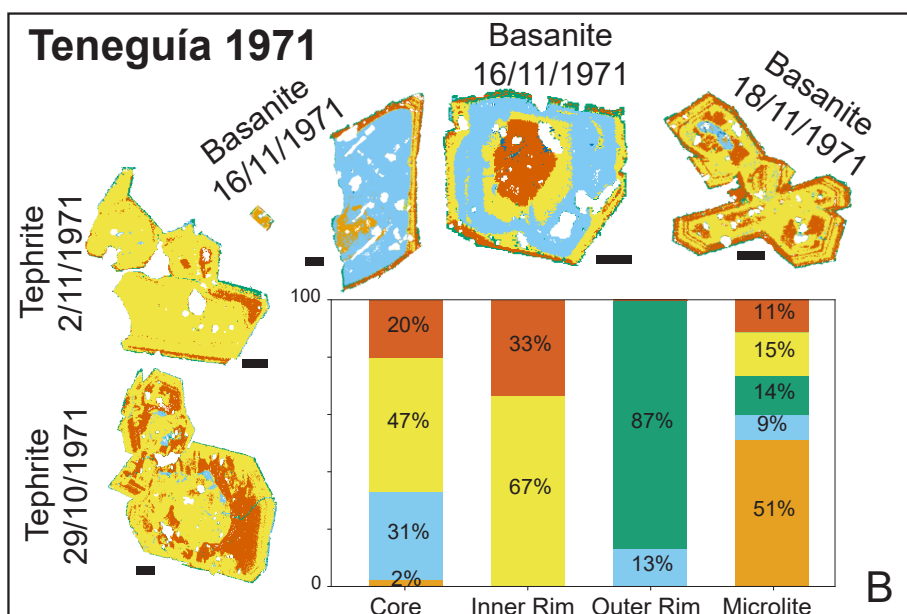 Teneguía 1971
Basanite
16/11/1971
Basanite
16/11/1971
Basanite
18/11/1971
Tephrite
2/11/1971
Tephrite
29/10/1971
100
0
20%
47%
31%
2%
33%
67%
87%
13%
11%
15%
14%
9%
51%
Core
Inner Rim
Outer Rim
Microlite
B